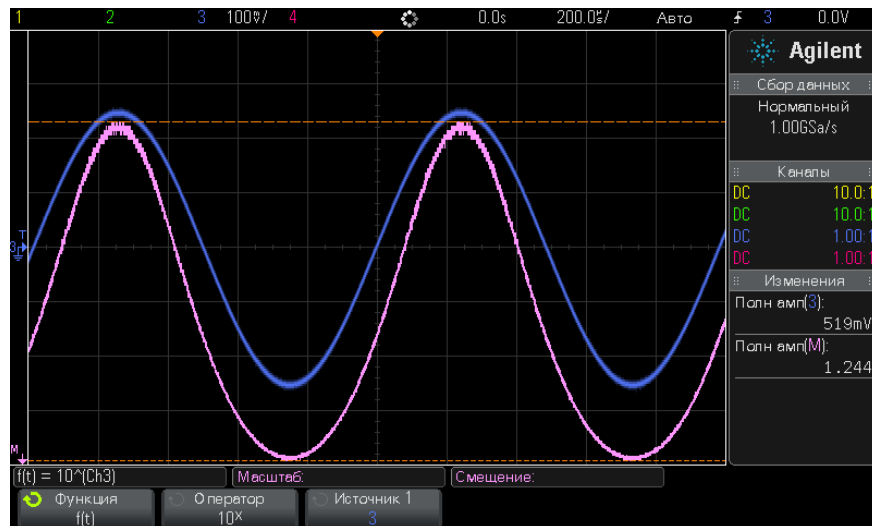 1 2 3 100㎷/ 4 0.0s 200.0㎲/ Авто 3 0.0V
Agilent
Сбор данных
Нормальный
1.00GSa/s
Каналы
DC 10.0:1
DC 10.0:1
DC 1.00:1
DC 1.00:1
Изменения
Полн амп(3):
519mV
Полн амп(M):
1.244
T
3
M
f(t) = 10^(Ch3) Масштаб: Смещение:
Функция Оператор Источник 1
f(t) 10ˣ 3